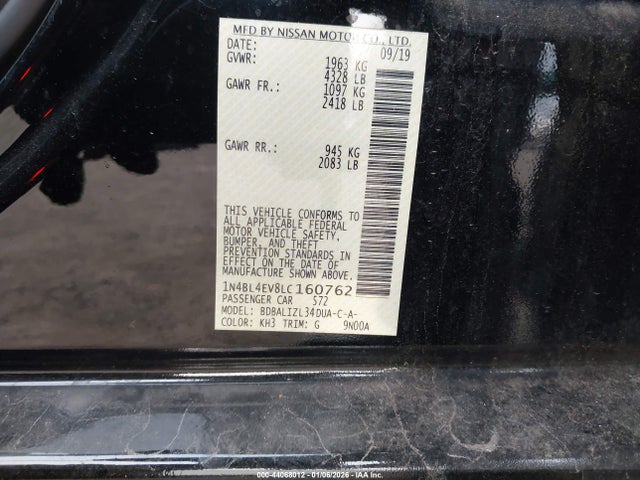 MFD BY NISSAN MOTOR CO., LTD.
DATE: 09/19
GVWR: 1963 KG
4328 LB
GAWR FR.: 1097 KG
2418 LB
GAWR RR.: 945 KG
2083 LB
THIS VEHICLE CONFORMS TO
ALL APPLICABLE FEDERAL
MOTOR VEHICLE SAFETY,
BUMPER, AND THEFT
PREVENTION STANDARDS IN
EFFECT ON THE DATE OF
MANUFACTURE SHOWN ABOVE.
1N4BL4EV8LC160762
PASSENGER CAR S72
MODEL: BDBALIZL34DUA-C-A-
COLOR: KH3 TRIM: G 9N00A
000-44068012 - 01/06/2026 - IAA Inc.